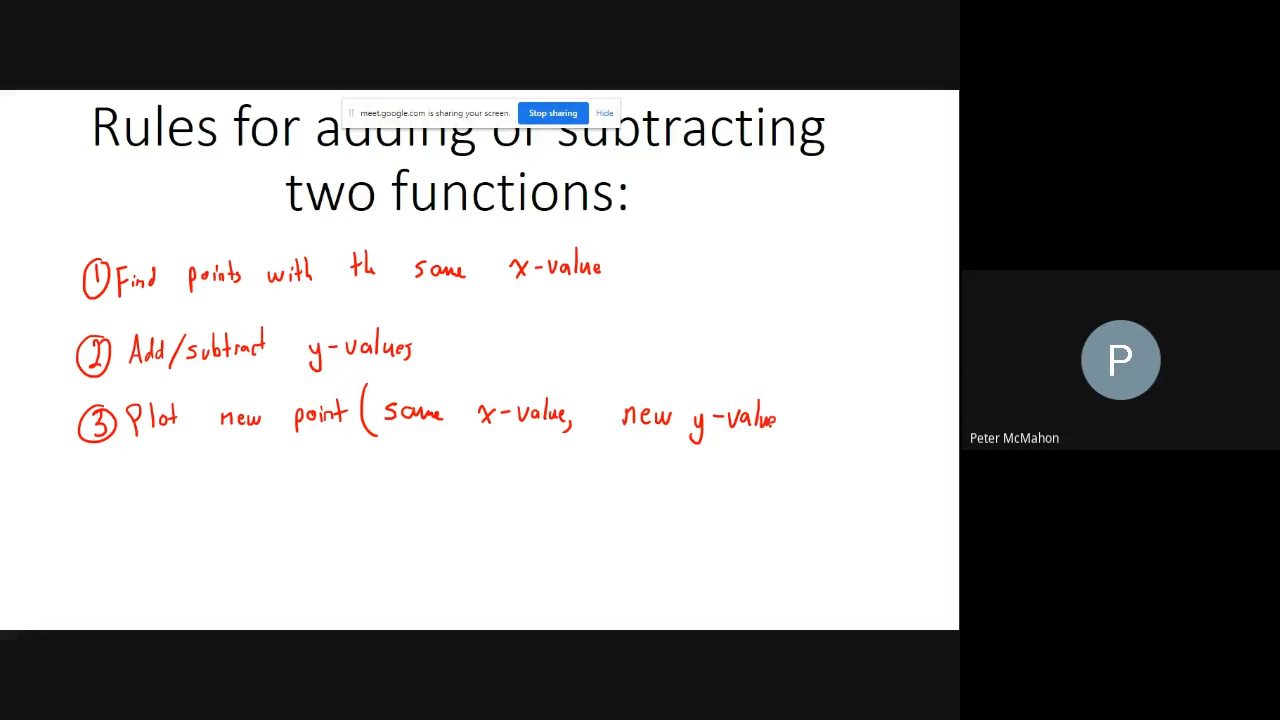 meet.google.com is sharing your screen. Stop sharing Hide
Rules for adding or subtracting
two functions:
① Find points with th same x-value
② Add/subtract y-values
③ Plot new point (same x-value, new y-value
P
Peter McMahon